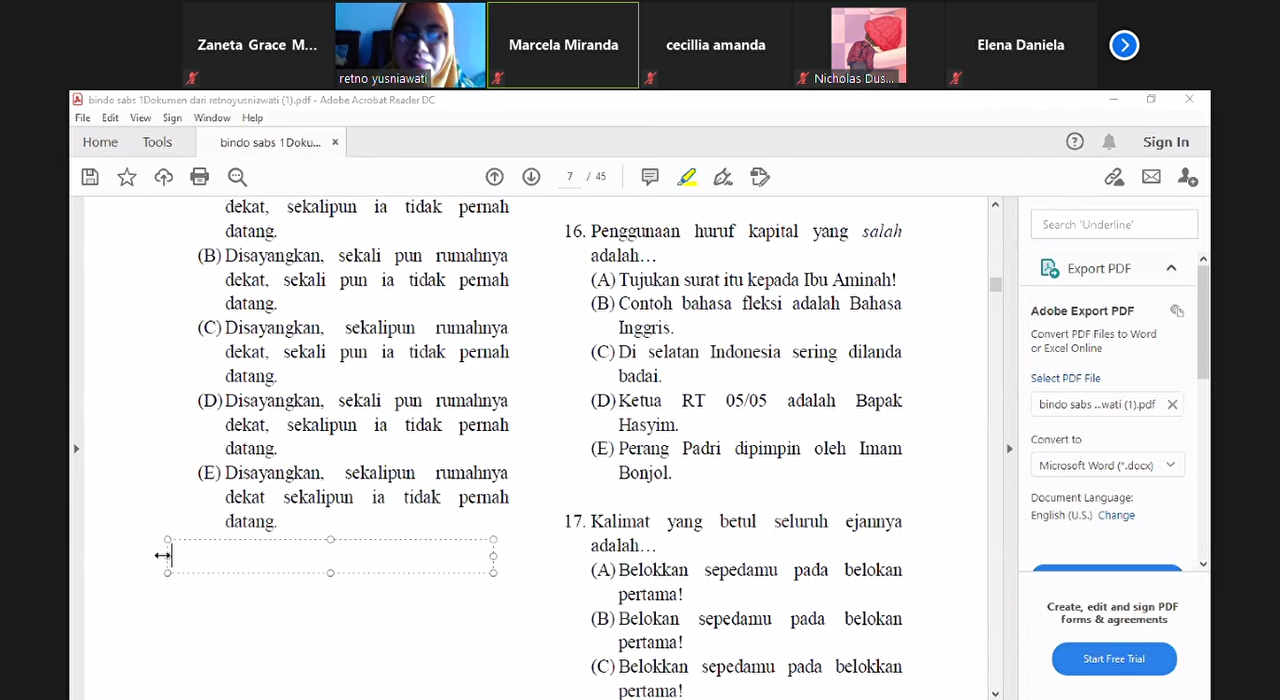 Zaneta Grace M...
retno yusniawati
Marcela Miranda
cecillia amanda
Nicholas Dus...
Elena Daniela
bindo sabs 1Dokumen dari retnoyusniawati (1).pdf - Adobe Acrobat Reader DC
File Edit View Sign Window Help
Home Tools bindo sabs 1Doku... × Sign In
7 / 45
dekat, sekalipun ia tidak pernah
datang.
(B) Disayangkan, sekali pun rumahnya
dekat, sekali pun ia tidak pernah
datang.
(C) Disayangkan, sekalipun rumahnya
dekat, sekali pun ia tidak pernah
datang.
(D) Disayangkan, sekali pun rumahnya
dekat, sekalipun ia tidak pernah
datang.
(E) Disayangkan, sekalipun rumahnya
dekat sekalipun ia tidak pernah
datang.
16. Penggunaan huruf kapital yang salah
adalah…
(A) Tujukan surat itu kepada Ibu Aminah!
(B) Contoh bahasa fleksi adalah Bahasa
Inggris.
(C) Di selatan Indonesia sering dilanda
badai.
(D) Ketua RT 05/05 adalah Bapak
Hasyim.
(E) Perang Padri dipimpin oleh Imam
Bonjol.
17. Kalimat yang betul seluruh ejannya
adalah…
(A) Belokkan sepedamu pada belokan
pertama!
(B) Belokan sepedamu pada belokan
pertama!
(C) Belokkan sepedamu pada belokkan
pertama!
Search 'Underline'
Export PDF
Adobe Export PDF
Convert PDF Files to Word
or Excel Online
Select PDF File
bindo sabs ...wati (1).pdf ×
Convert to
Microsoft Word (*.docx)
Document Language:
English (U.S.) Change
Create, edit and sign PDF
forms & agreements
Start Free Trial